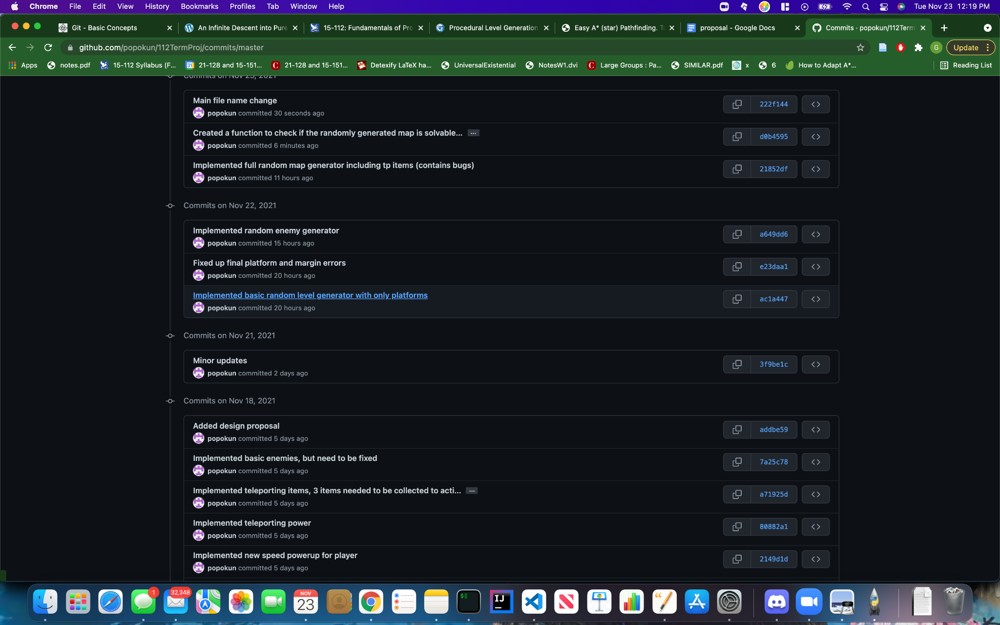 Chrome File Edit View History Bookmarks Profiles Tab Window Help Tue Nov 23 12:19 PM
Git - Basic Concepts An Infinite Descent into Pure 15-112: Fundamentals of Pro Procedural Level Generation Easy A* (star) Pathfinding. T proposal - Google Docs Commits · popokun/112Term
github.com/popokun/112TermProj/commits/master G Update
Apps notes.pdf 15-112 Syllabus (F... 31 21-128 and 15-151... C 21-128 and 15-151... Detexify LaTeX ha... UniversalExistential NotesW1.dvi C Large Groups : Pa... SIMILAR.pdf x 6 How to Adapt A*... Reading List
Commits on Nov 23, 2021
Main file name change
222f144
popokun committed 30 seconds ago
Created a function to check if the randomly generated map is solvable... ...
d0b4595
popokun committed 6 minutes ago
Implemented full random map generator including tp items (contains bugs)
21852df
popokun committed 11 hours ago
Commits on Nov 22, 2021
Implemented random enemy generator
a649dd6
popokun committed 15 hours ago
Fixed up final platform and margin errors
e23daa1
popokun committed 20 hours ago
Implemented basic random level generator with only platforms
ac1a447
popokun committed 20 hours ago
Commits on Nov 21, 2021
Minor updates
3f9be1c
popokun committed 2 days ago
Commits on Nov 18, 2021
Added design proposal
addbe59
popokun committed 5 days ago
Implemented basic enemies, but need to be fixed
7a25c78
popokun committed 5 days ago
Implemented teleporting items, 3 items needed to be collected to acti... ...
a71925d
popokun committed 5 days ago
Implemented teleporting power
80882a1
popokun committed 5 days ago
Implemented new speed powerup for player
2149d1d
popokun committed 5 days ago
1 32,348 NOV 23 $ IJ